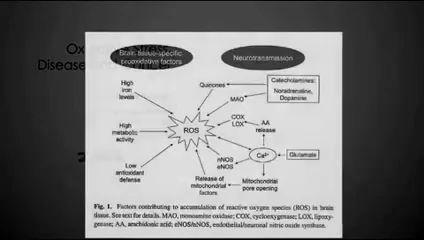 Brain tissue-specific
prooxidative factors
Neurotransmission
High
iron
levels
High
metabolic
activity
Low
antioxidant
defense
ROS
Quinones
MAO
COX
LOX
AA
release
nNOS
eNOS
Release of
mitochondrial
factors
Catecholamines:
Noradrenaline,
Dopamine
Ca²⁺
Glutamate
Mitochondrial
pore opening
Fig. 1. Factors contributing to accumulation of reactive oxygen species (ROS) in brain
tissue. See text for details. MAO, monoamine oxidase; COX, cyclooxygenase; LOX, lipoxy-
genase; AA, arachidonic acid; eNOS/nNOS, endothelial/neuronal nitric oxide synthase.